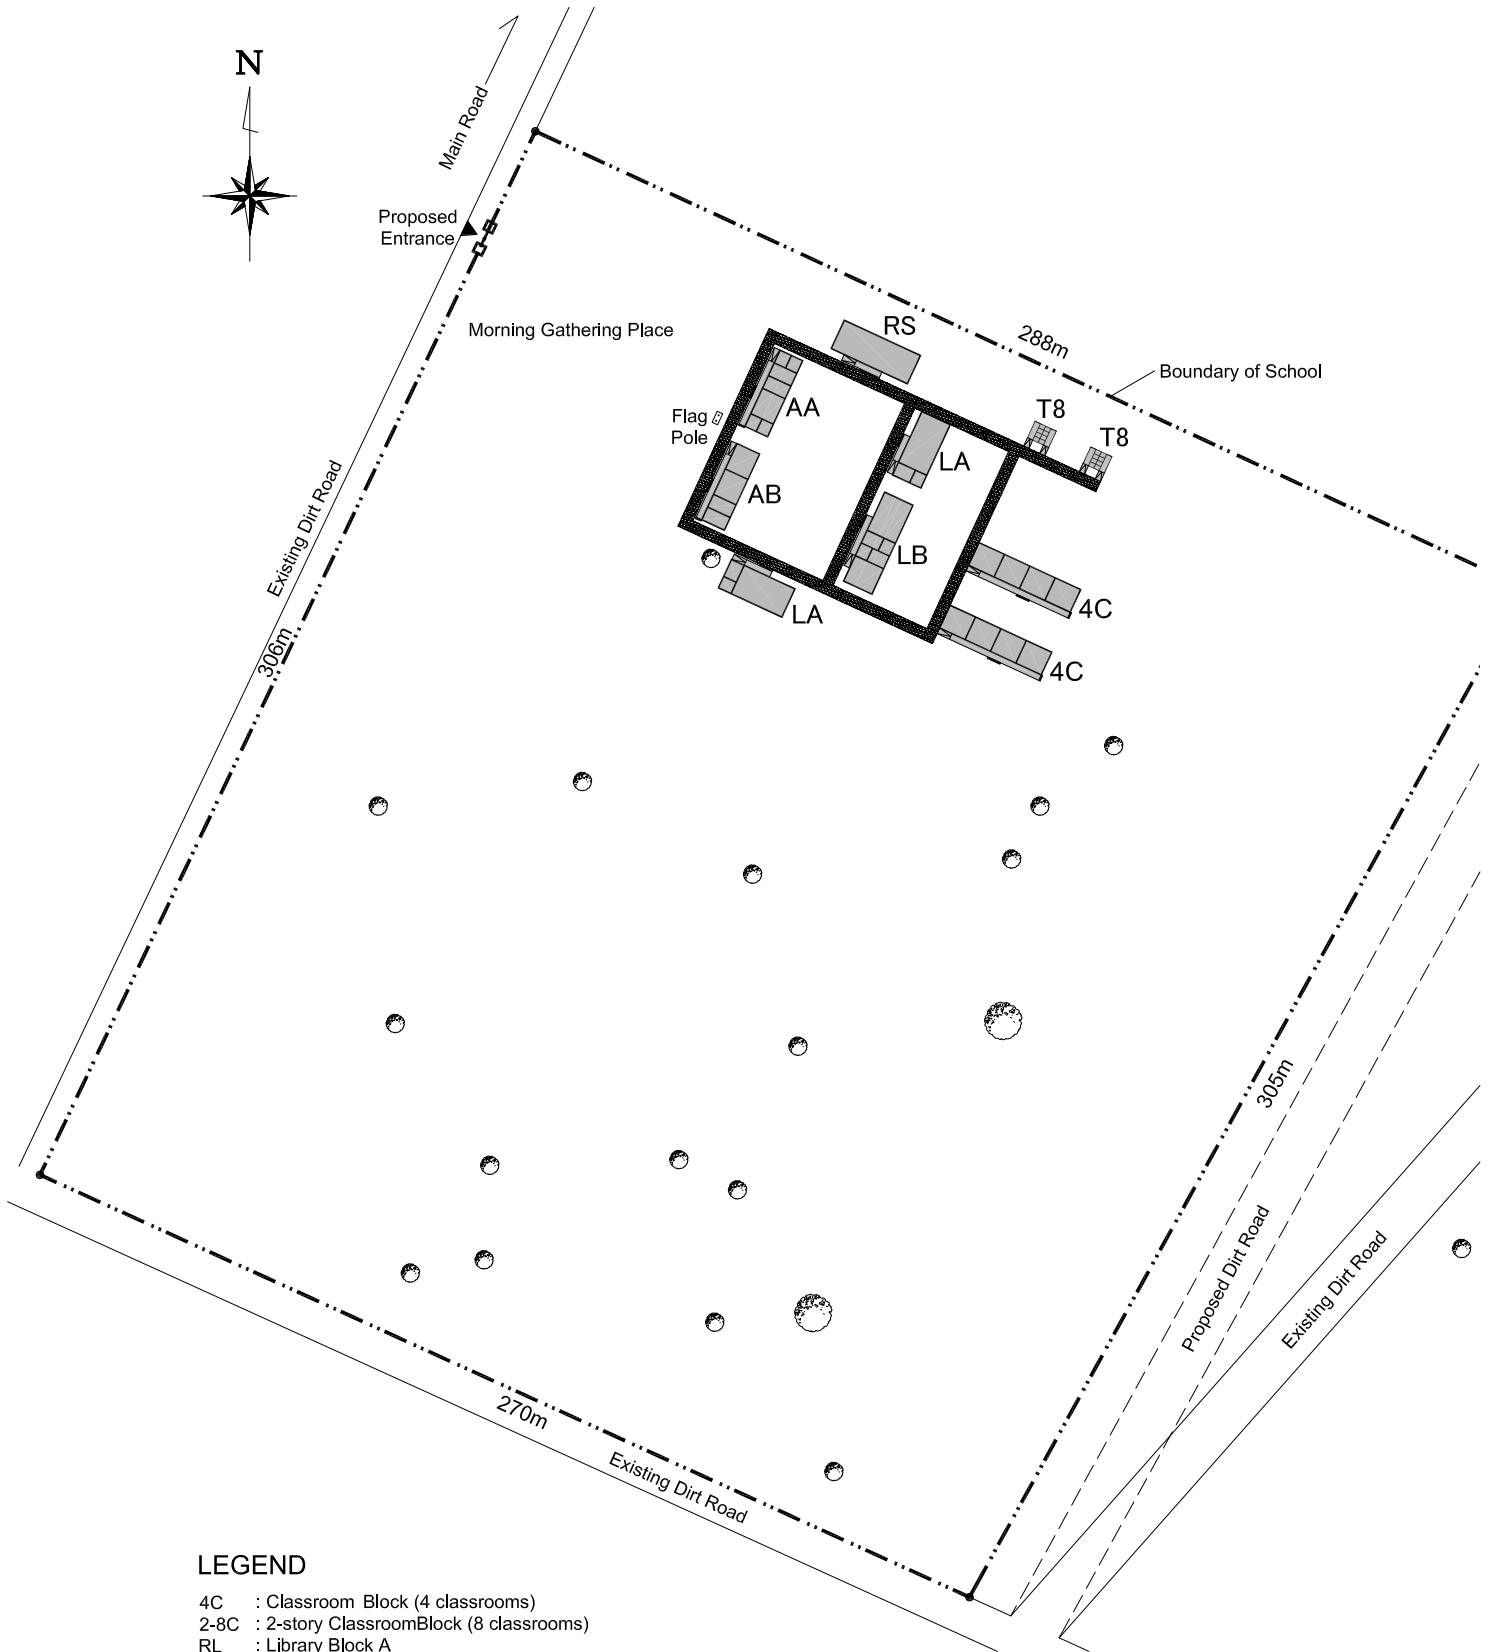 N
Main Road
Proposed
Entrance
Morning Gathering Place
RS
288m
Boundary of School
Flag
Pole
AA
T8
T8
LA
AB
LB
Existing Dirt Road
4C
LA
4C
306m
305m
Proposed Dirt Road
Existing Dirt Road
270m
Existing Dirt Road
LEGEND
4C : Classroom Block (4 classrooms)
2-8C : 2-story ClassroomBlock (8 classrooms)
RL : Library Block A